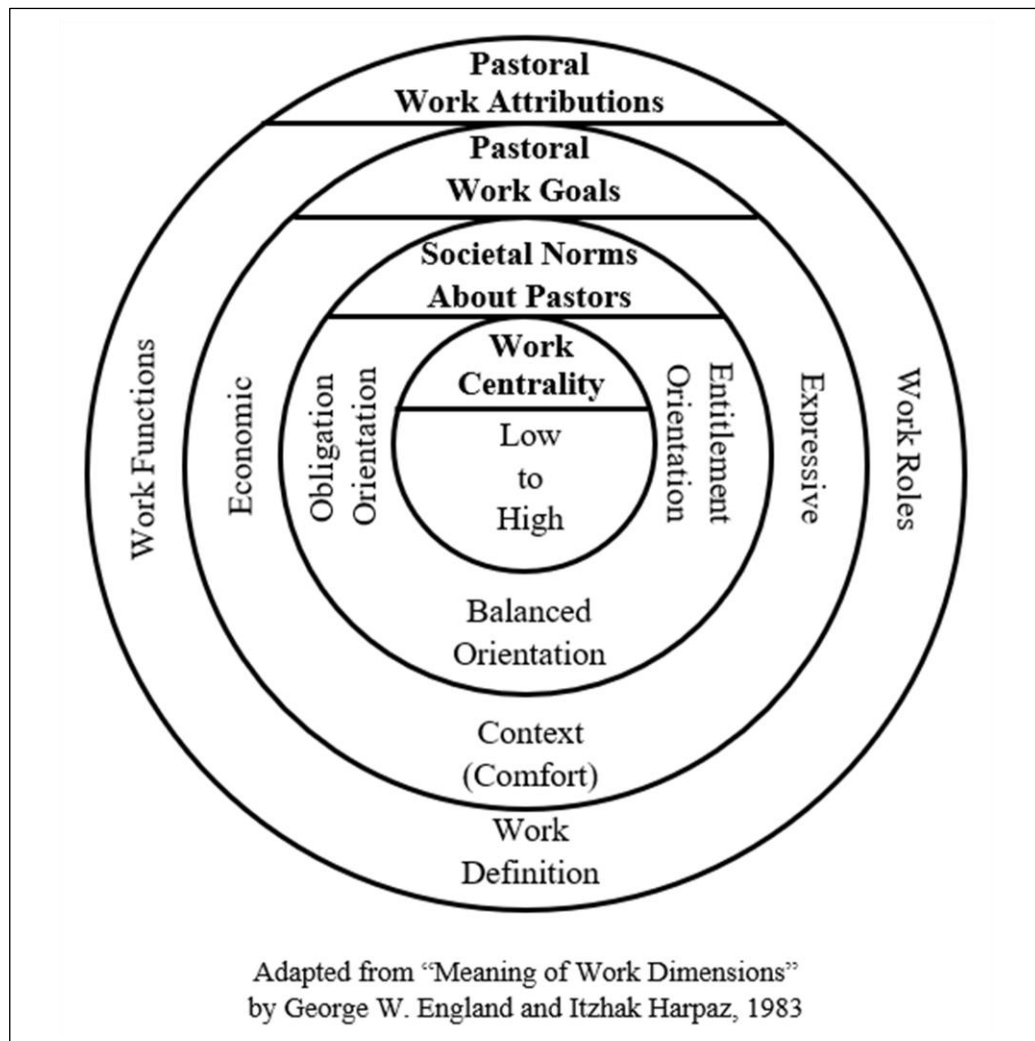 Pastoral
Work Attributions
Pastoral
Work Goals
Societal Norms
About Pastors
Work
Centrality
Low
to
High
Work Functions
Economic
Obligation
Orientation
Entitlement
Orientation
Expressive
Work Roles
Balanced
Orientation
Context
(Comfort)
Work
Definition
Adapted from “Meaning of Work Dimensions”
by George W. England and Itzhak Harpaz, 1983